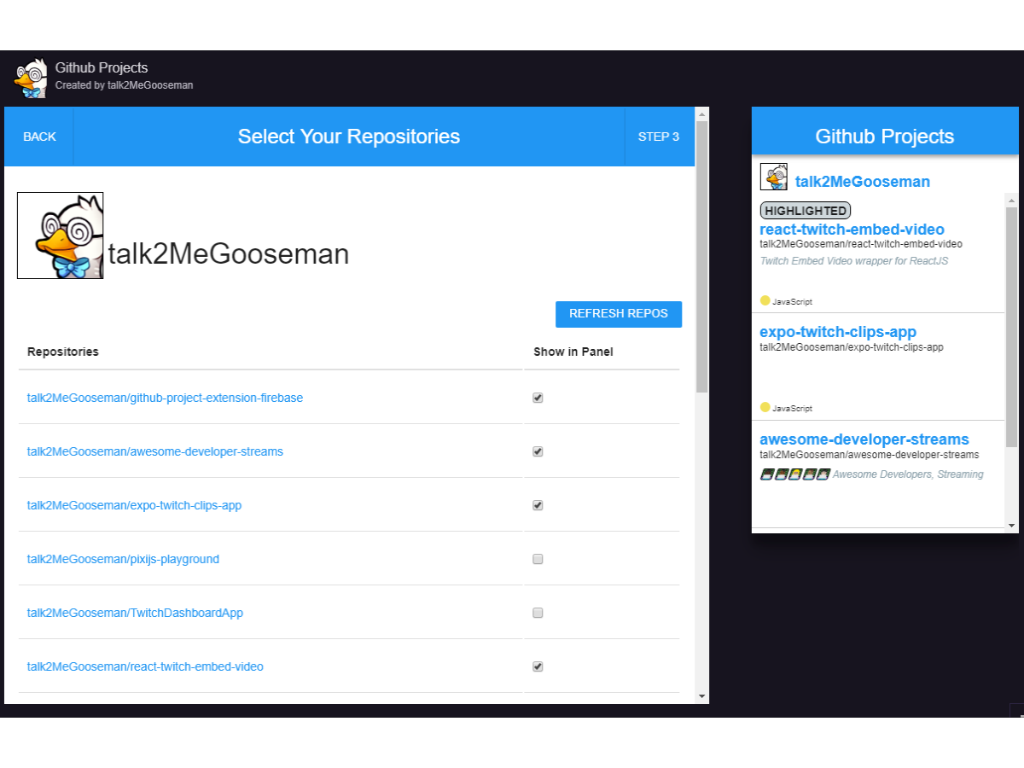 Github Projects
Created by talk2MeGooseman
BACK
Select Your Repositories
STEP 3
talk2MeGooseman
REFRESH REPOS
Repositories
Show in Panel
talk2MeGooseman/github-project-extension-firebase
talk2MeGooseman/awesome-developer-streams
talk2MeGooseman/expo-twitch-clips-app
talk2MeGooseman/pixijs-playground
talk2MeGooseman/TwitchDashboardApp
talk2MeGooseman/react-twitch-embed-video
Github Projects
talk2MeGooseman
HIGHLIGHTED
react-twitch-embed-video
talk2MeGooseman/react-twitch-embed-video
Twitch Embed Video wrapper for ReactJS
JavaScript
expo-twitch-clips-app
talk2MeGooseman/expo-twitch-clips-app
JavaScript
awesome-developer-streams
talk2MeGooseman/awesome-developer-streams
Awesome Developers, Streaming